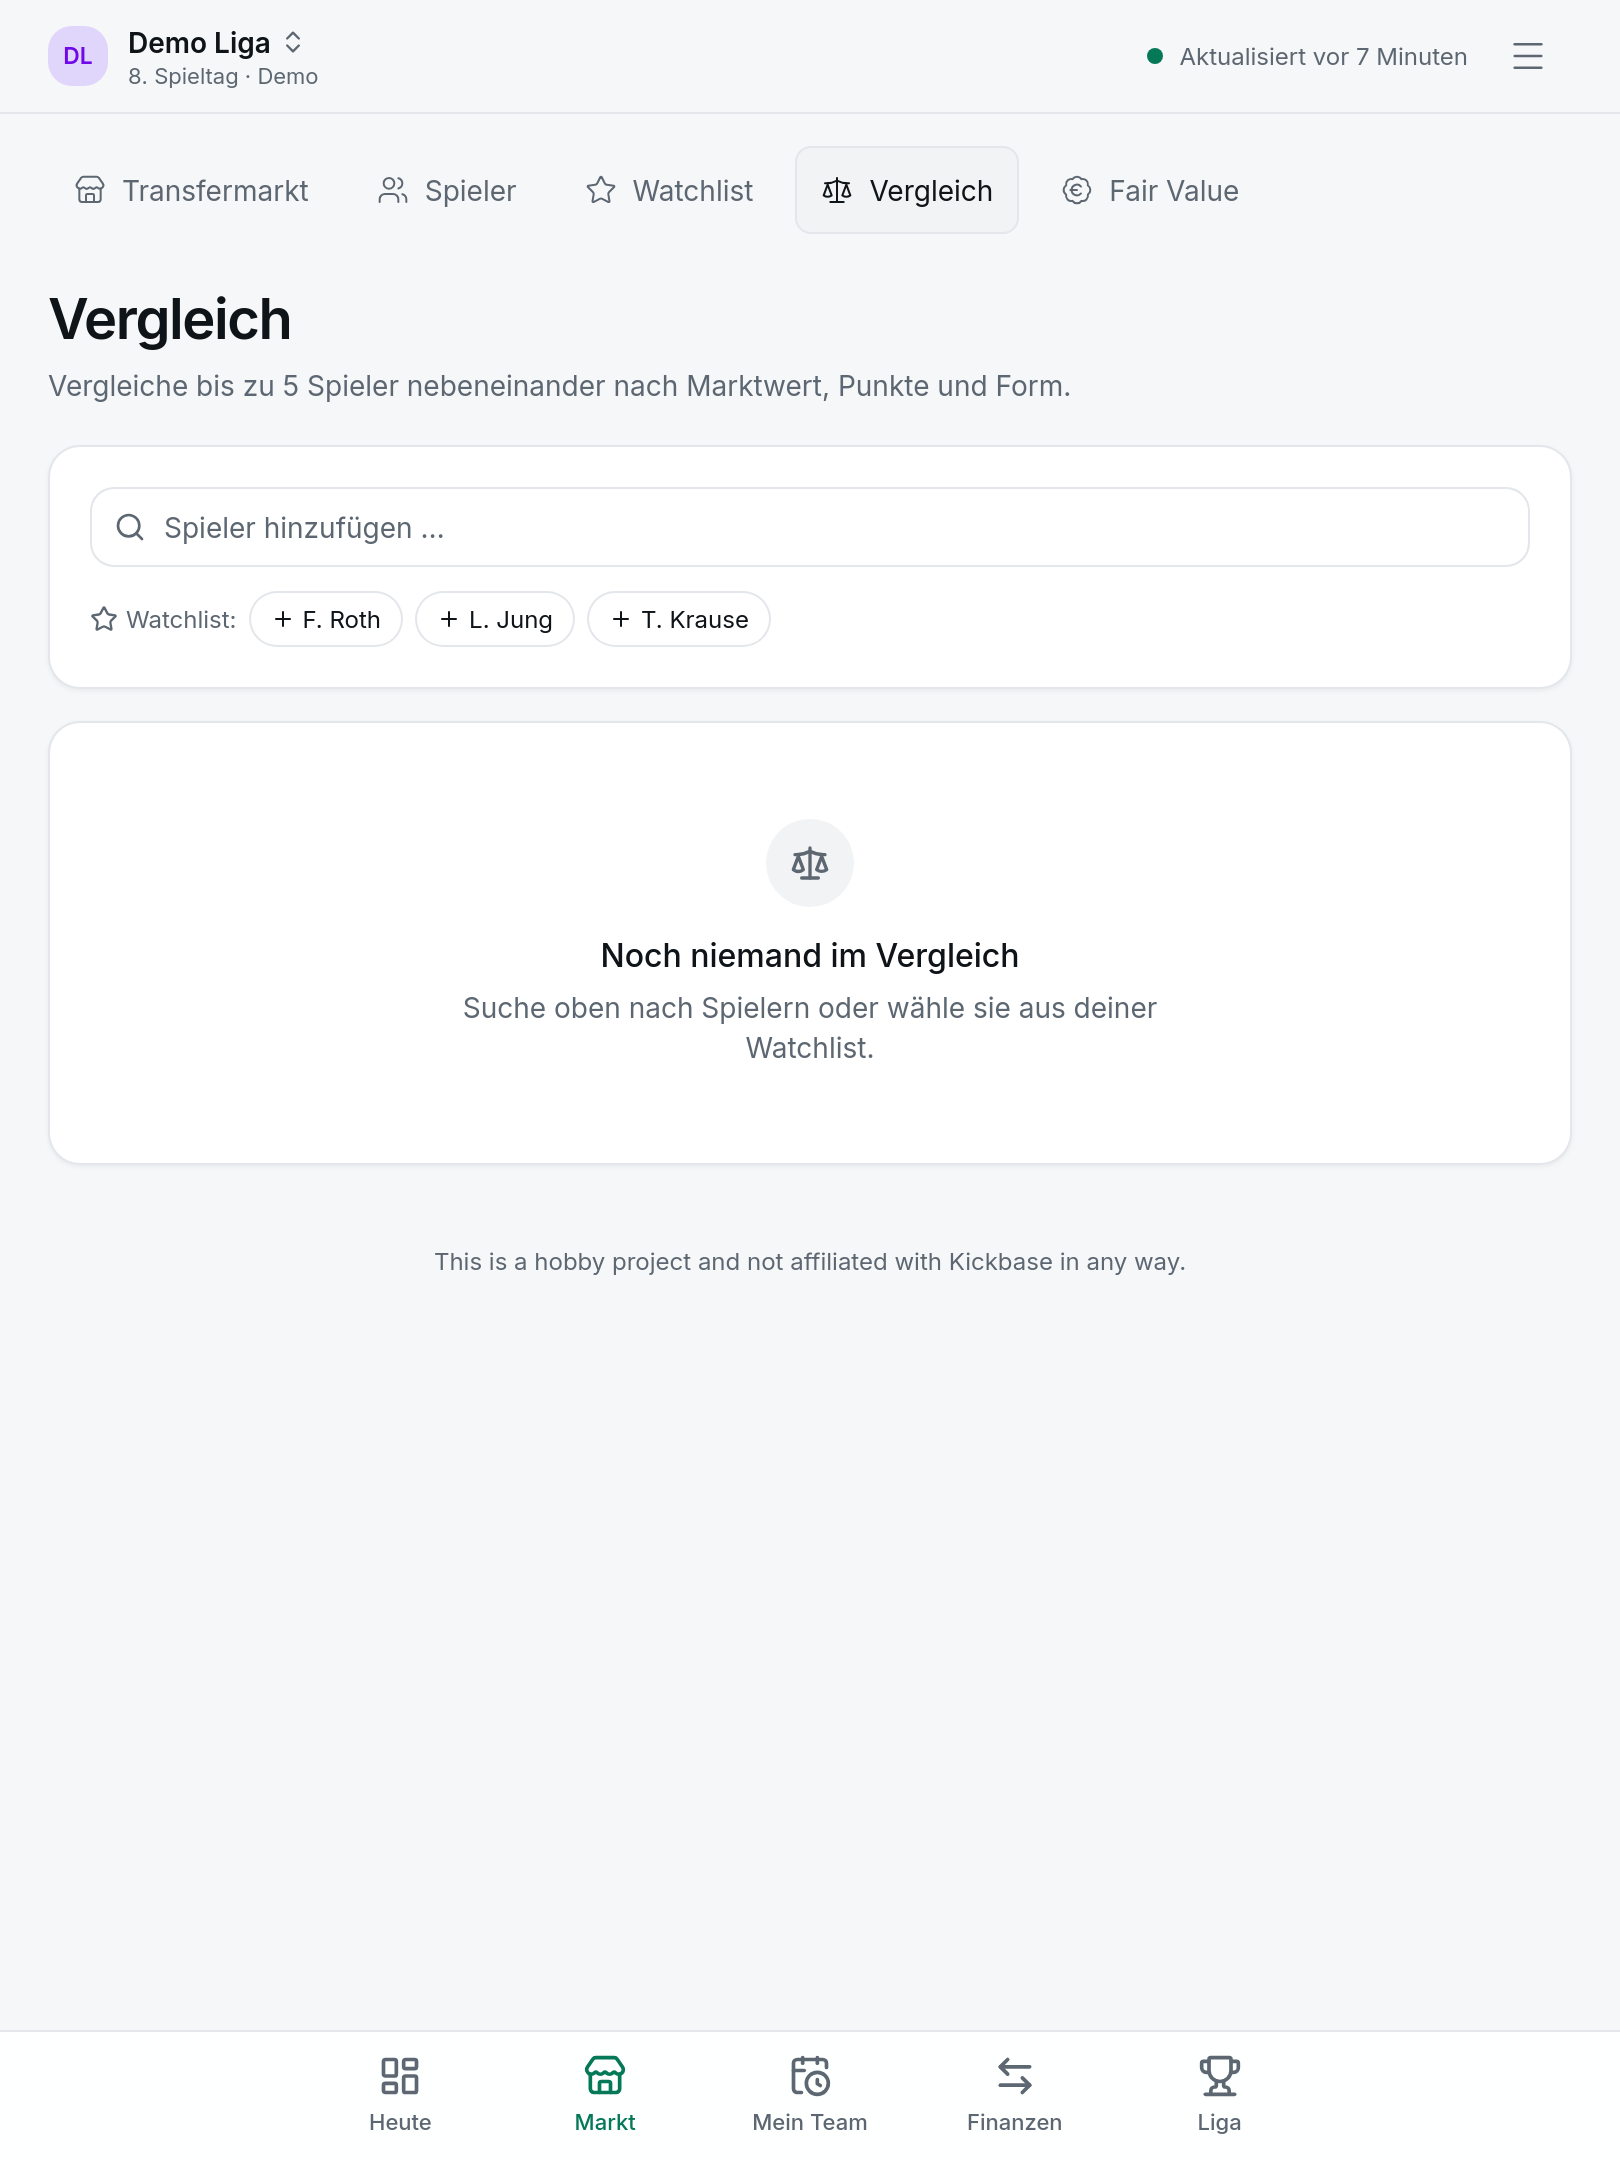 DL
Demo Liga
8. Spieltag · Demo
Aktualisiert vor 7 Minuten
Transfermarkt
Spieler
Watchlist
Vergleich
Fair Value
Vergleich
Vergleiche bis zu 5 Spieler nebeneinander nach Marktwert, Punkte und Form.
Spieler hinzufügen ...
Watchlist:
+ F. Roth
+ L. Jung
+ T. Krause
Noch niemand im Vergleich
Suche oben nach Spielern oder wähle sie aus deiner
Watchlist.
This is a hobby project and not affiliated with Kickbase in any way.
Heute
Markt
Mein Team
Finanzen
Liga